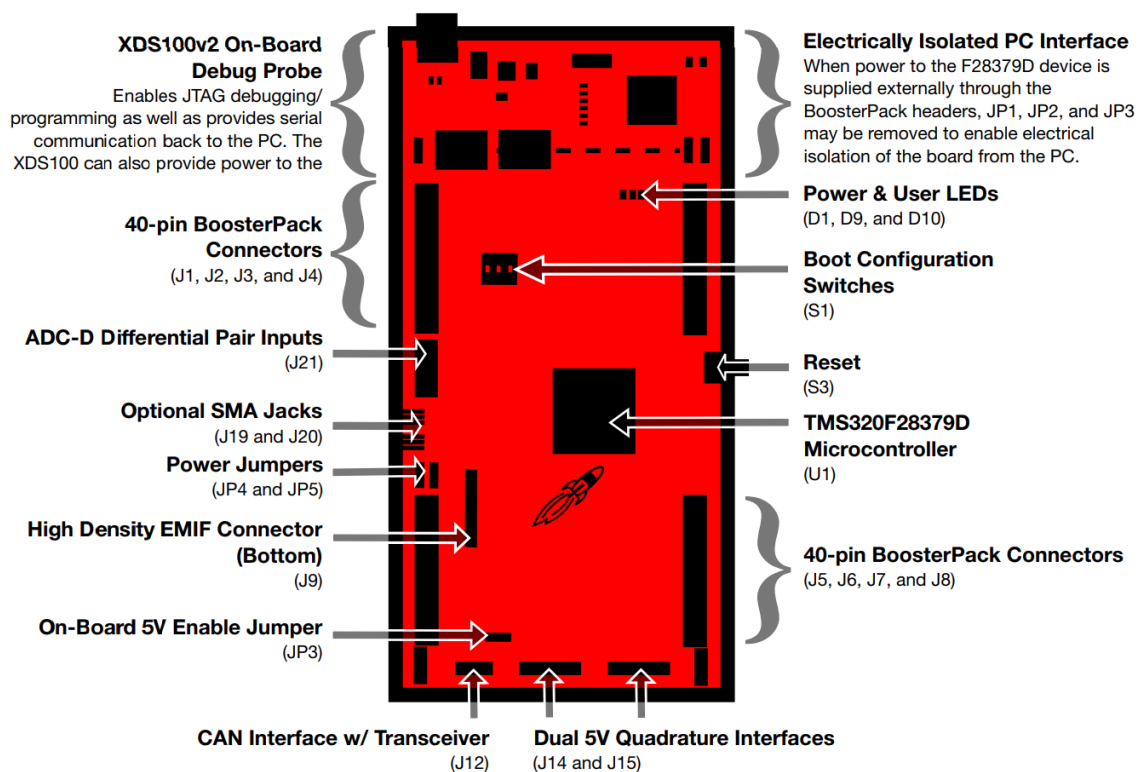 XDS100v2 On-Board
Debug Probe
Enables JTAG debugging/
programming as well as provides serial
communication back to the PC. The
XDS100 can also provide power to the
40-pin BoosterPack
Connectors
(J1, J2, J3, and J4)
ADC-D Differential Pair Inputs
(J21)
Optional SMA Jacks
(J19 and J20)
Power Jumpers
(JP4 and JP5)
High Density EMIF Connector
(Bottom)
(J9)
On-Board 5V Enable Jumper
(JP3)
CAN Interface w/ Transceiver
(J12)
Dual 5V Quadrature Interfaces
(J14 and J15)
Electrically Isolated PC Interface
When power to the F28379D device is
supplied externally through the
BoosterPack headers, JP1, JP2, and JP3
may be removed to enable electrical
isolation of the board from the PC.
Power & User LEDs
(D1, D9, and D10)
Boot Configuration
Switches
(S1)
Reset
(S3)
TMS320F28379D
Microcontroller
(U1)
40-pin BoosterPack Connectors
(J5, J6, J7, and J8)